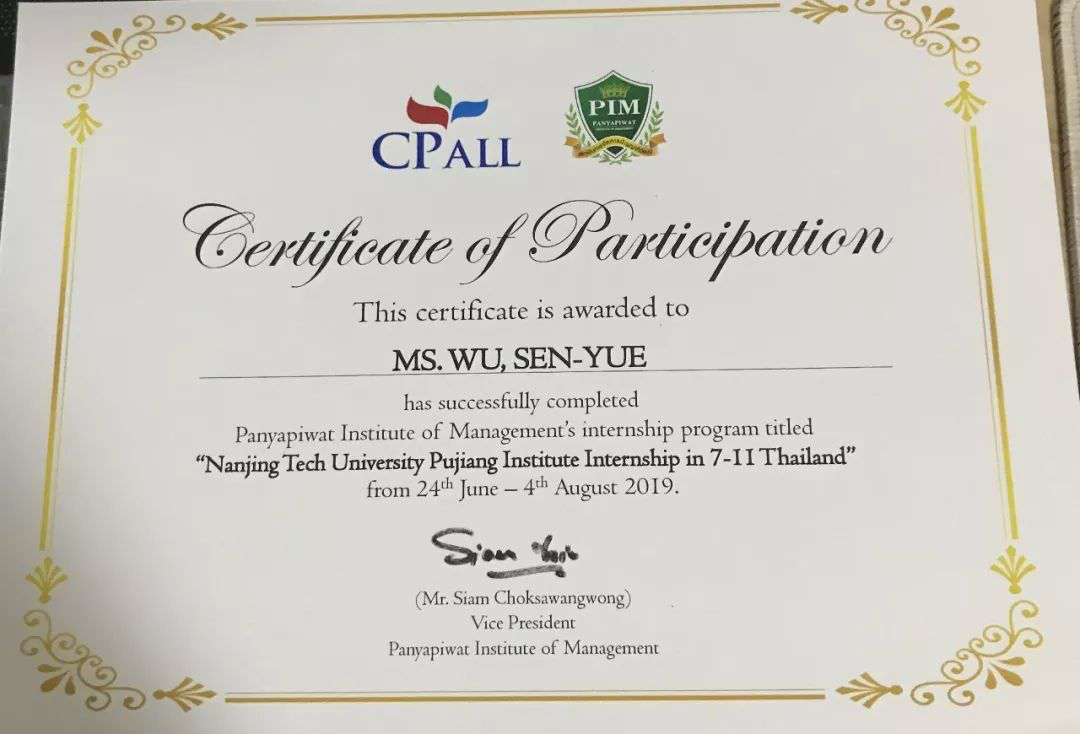 CPALL
PIM
PANYAPIWAT
Certificate of Participation
This certificate is awarded to
MS. WU, SEN-YUE
has successfully completed
Panyapiwat Institute of Management's internship program titled
“Nanjing Tech University Pujiang Institute Internship in 7-11 Thailand”
from 24th June – 4th August 2019.
Siam
(Mr. Siam Choksawangwong)
Vice President
Panyapiwat Institute of Management